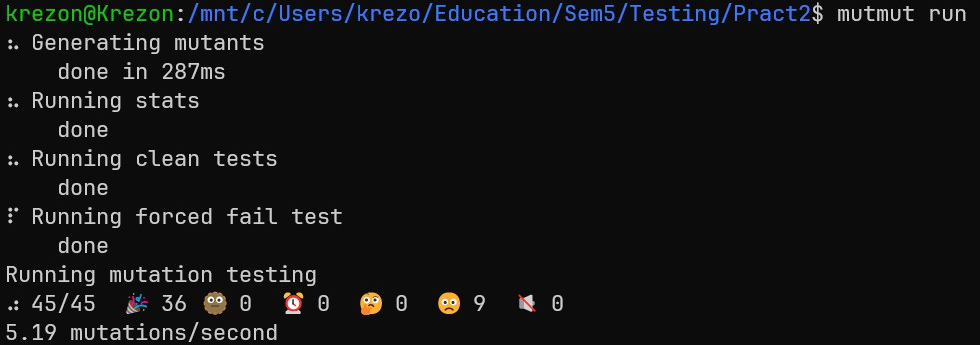 krezon@Krezon:/mnt/c/Users/krezo/Education/Sem5/Testing/Pract2$ mutmut run
⠦ Generating mutants
    done in 287ms
⠦ Running stats
    done
⠦ Running clean tests
    done
⠏ Running forced fail test
    done
Running mutation testing
⠴ 45/45  🎉 36 🫥 0  ⏰ 0  🤔 0  🙁 9  🔇 0
5.19 mutations/second